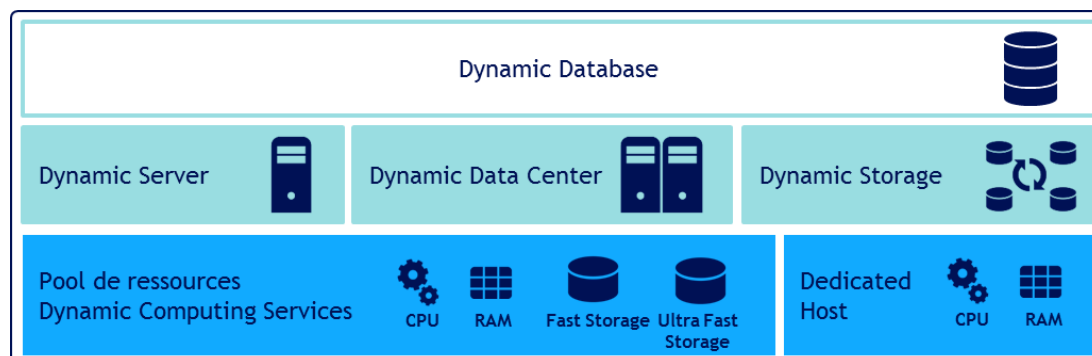 Dynamic Database
Dynamic Server
Dynamic Data Center
Dynamic Storage
Pool de ressources
Dynamic Computing Services
CPU
RAM
Fast Storage
Ultra Fast
Storage
Dedicated
Host
CPU
RAM